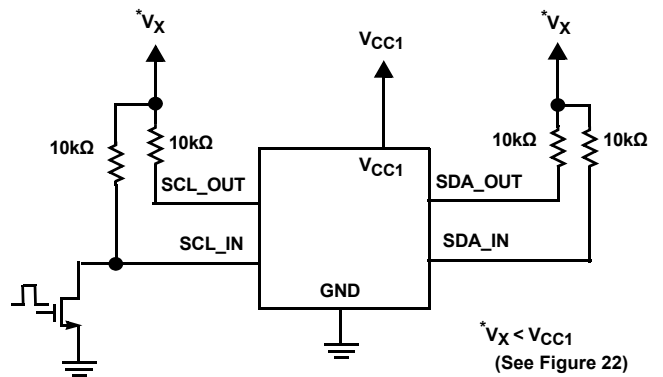 *VX
VCC1
*VX
10kΩ
10kΩ
10kΩ
10kΩ
VCC1
SCL_OUT
SDA_OUT
SCL_IN
SDA_IN
GND
*VX < VCC1
(See Figure 22)